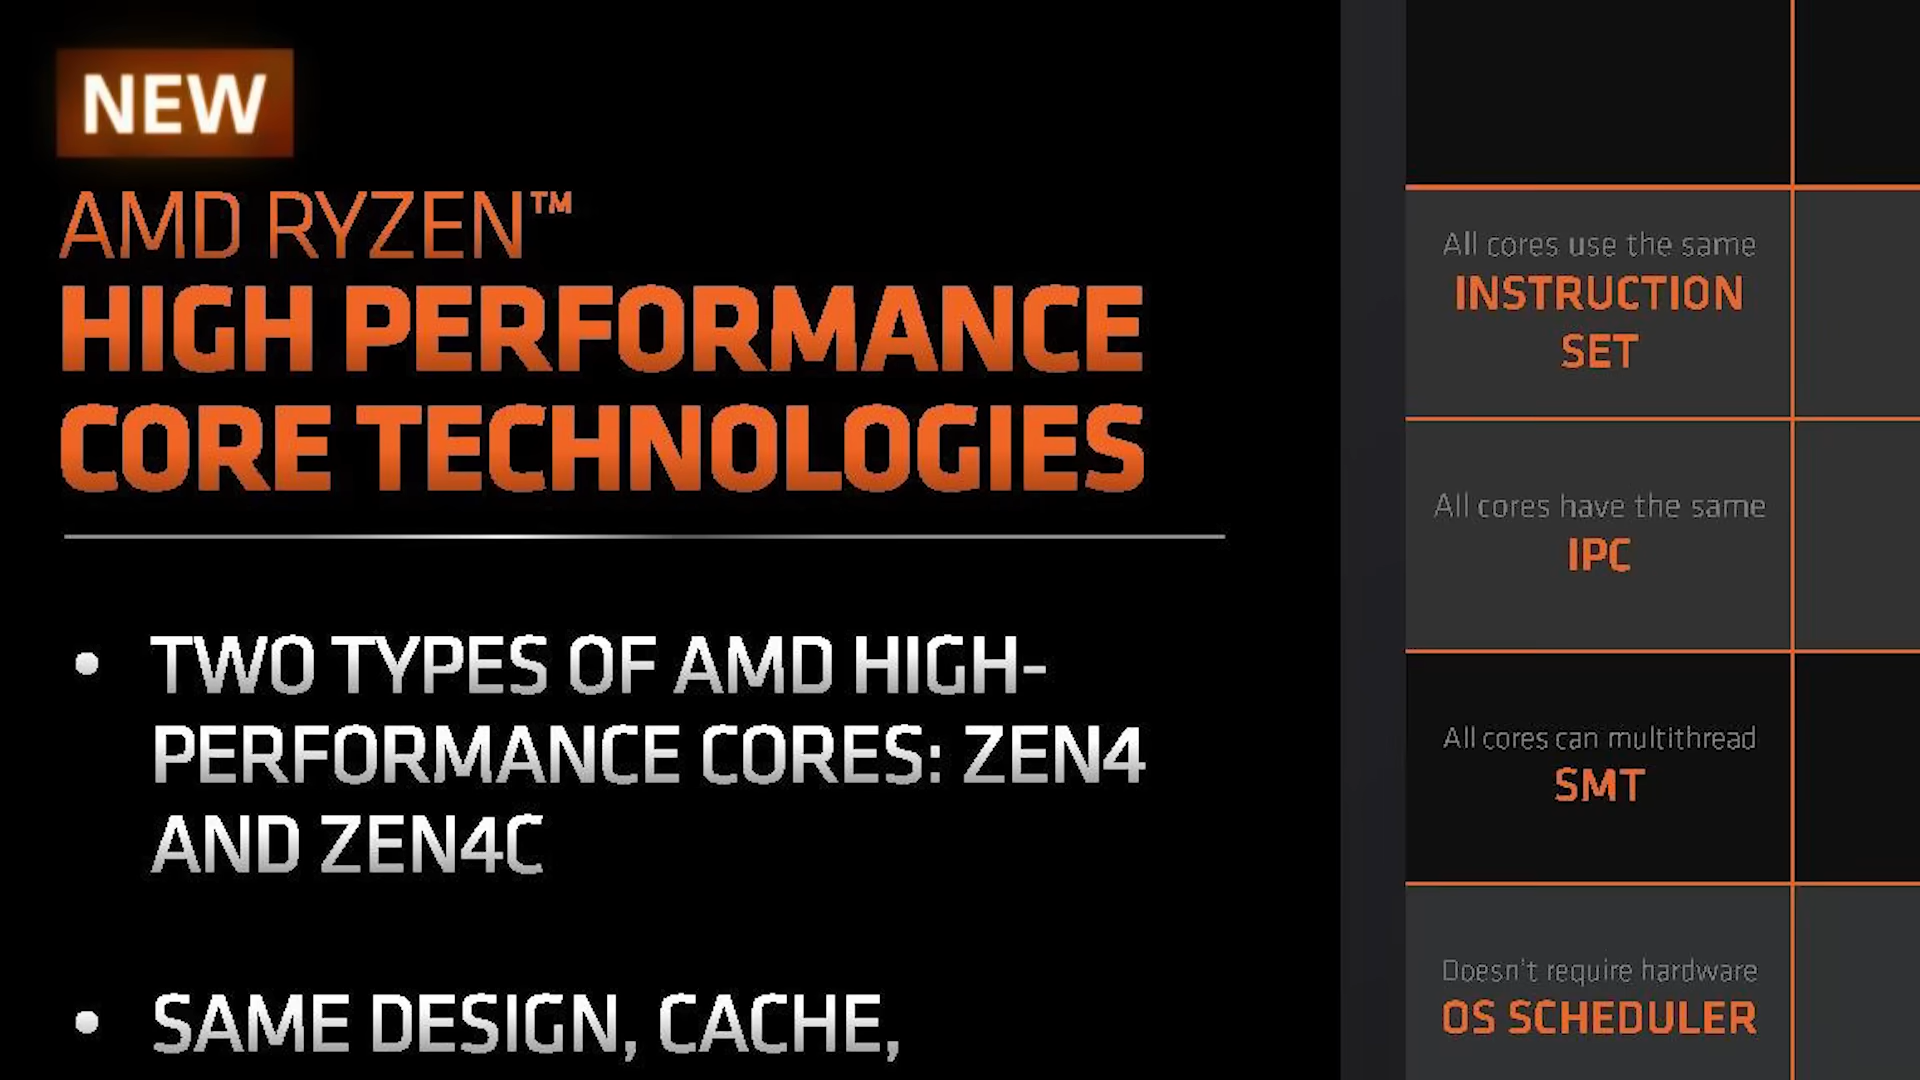 NEW
AMD RYZEN™
HIGH PERFORMANCE
CORE TECHNOLOGIES
• TWO TYPES OF AMD HIGH-
PERFORMANCE CORES: ZEN4
AND ZEN4C
• SAME DESIGN, CACHE,
All cores use the same
INSTRUCTION
SET
All cores have the same
IPC
All cores can multithread
SMT
Doesn't require hardware
OS SCHEDULER